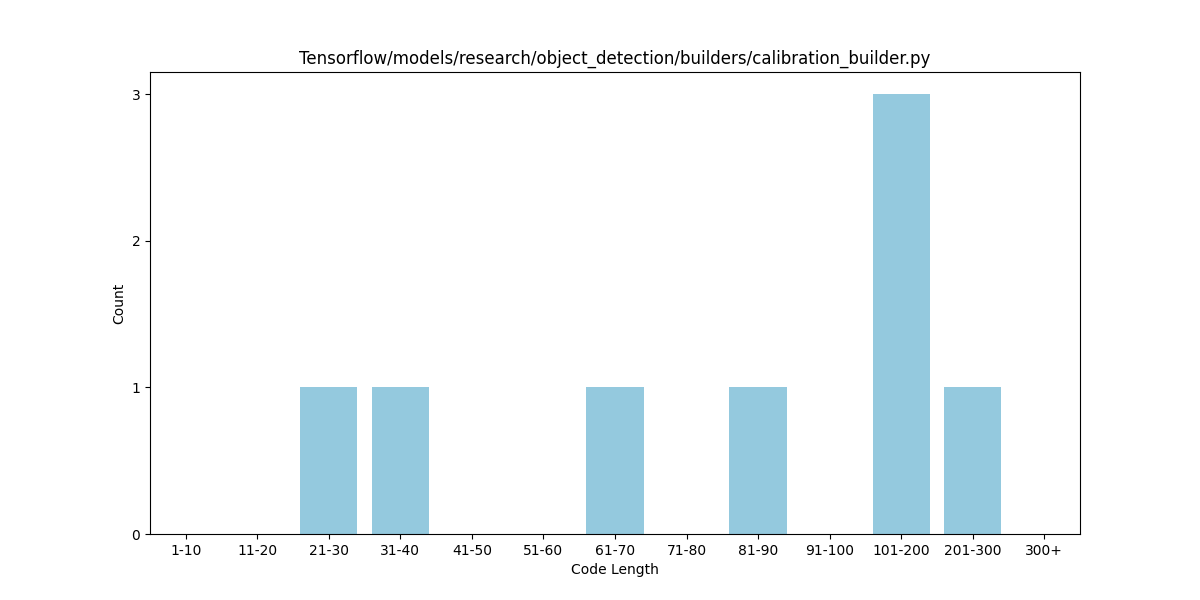 Tensorflow/models/research/object_detection/builders/calibration_builder.py
3
2
1
0
Count
1-10 11-20 21-30 31-40 41-50 51-60 61-70 71-80 81-90 91-100 101-200 201-300 300+
Code Length